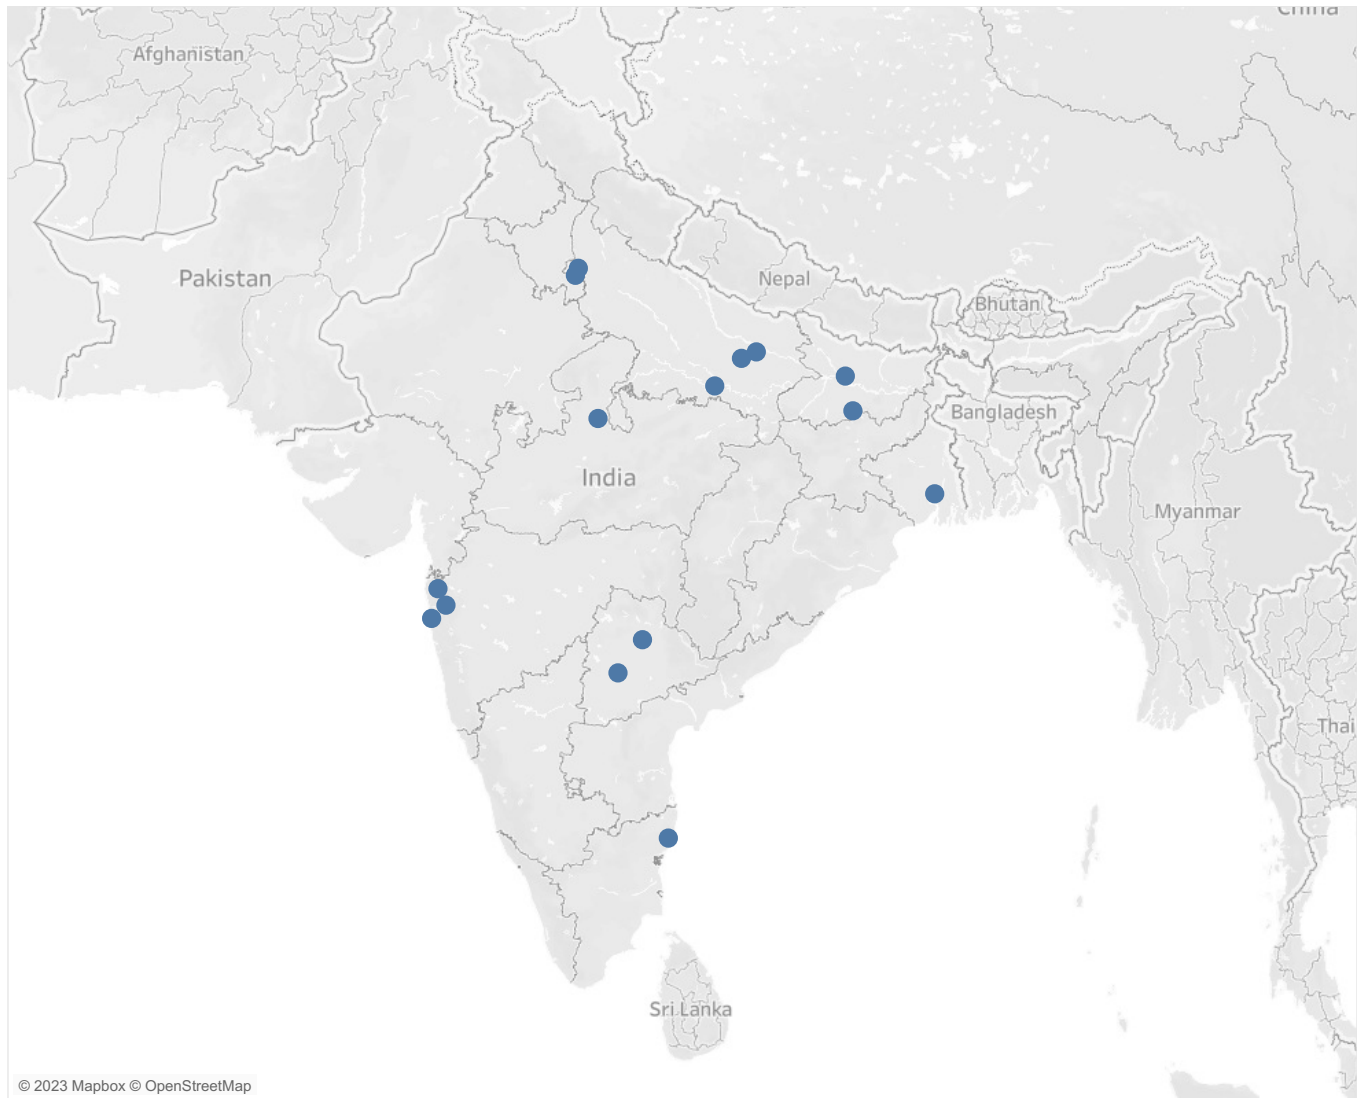 China
Afghanistan
Pakistan
Nepal
Bhutan
Bangladesh
India
Myanmar
Thai
Sri Lanka
© 2023 Mapbox © OpenStreetMap